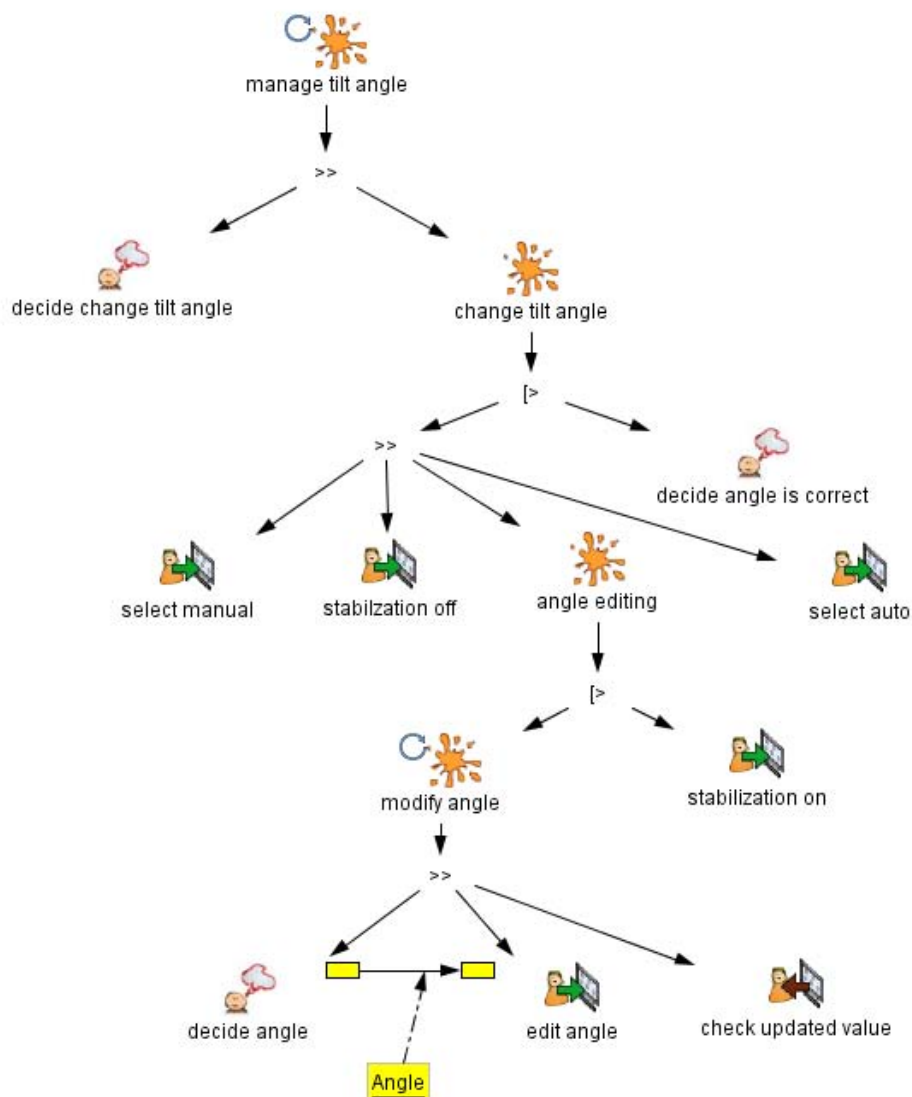 manage tilt angle
>>
decide change tilt angle
change tilt angle
[>
>>
decide angle is correct
select manual
stabilzation off
angle editing
select auto
[>
modify angle
stabilization on
>>
decide angle
edit angle
check updated value
Angle